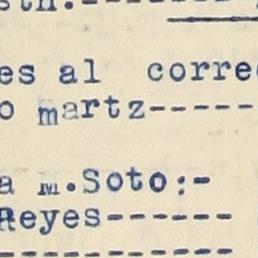 es al corre
o martz------
a M.Soto:-
Reyes------